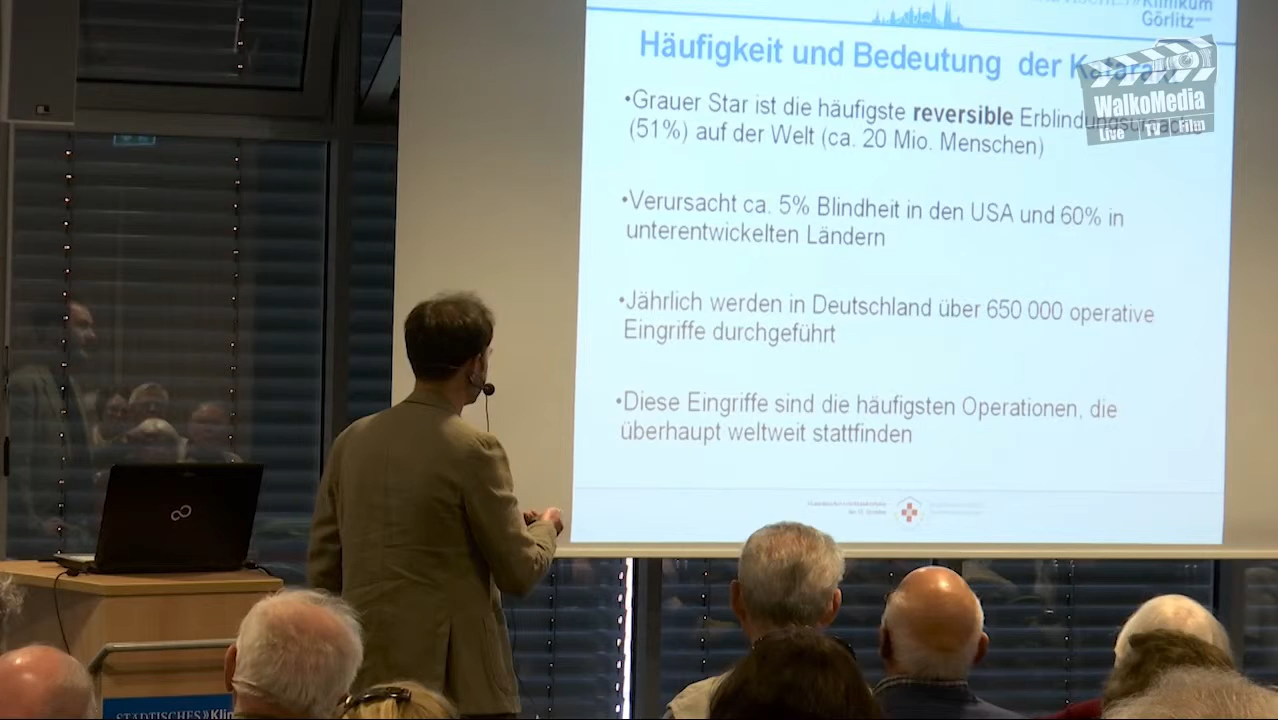 Klinikum
Görlitz
Häufigkeit und Bedeutung der Katarakt
WalkoMedia
Live TV Film
•Grauer Star ist die häufigste reversible Erblindungsursache
(51%) auf der Welt (ca. 20 Mio. Menschen)
•Verursacht ca. 5% Blindheit in den USA und 60% in
unterentwickelten Ländern
•Jährlich werden in Deutschland über 650 000 operative
Eingriffe durchgeführt
•Diese Eingriffe sind die häufigsten Operationen, die
überhaupt weltweit stattfinden
STÄDTISCHES»Klin